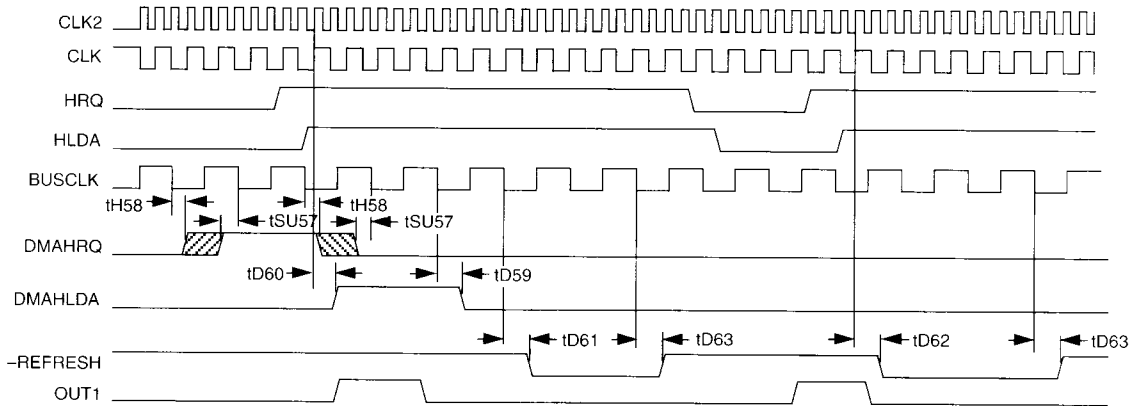 CLK2
CLK
HRQ
HLDA
BUSCLK
tH58 tSU57 tH58 tSU57
DMAHRQ
tD60 tD59
DMAHLDA
tD61 tD63 tD62 tD63
–REFRESH
OUT1